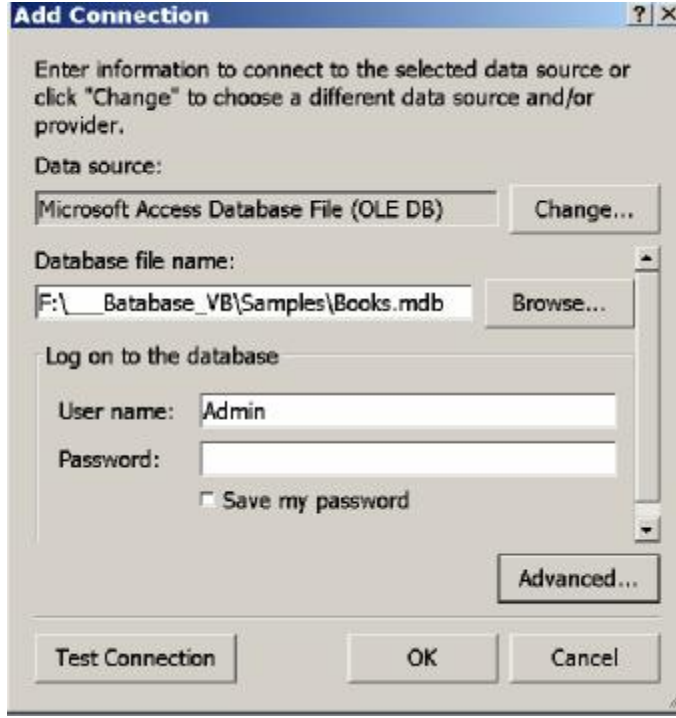 Add Connection
Enter information to connect to the selected data source or
click "Change" to choose a different data source and/or
provider.
Data source:
Microsoft Access Database File (OLE DB) Change...
Database file name:
F:\___Batabase_VB\Samples\Books.mdb Browse...
Log on to the database
User name: Admin
Password:
Save my password
Advanced...
Test Connection OK Cancel